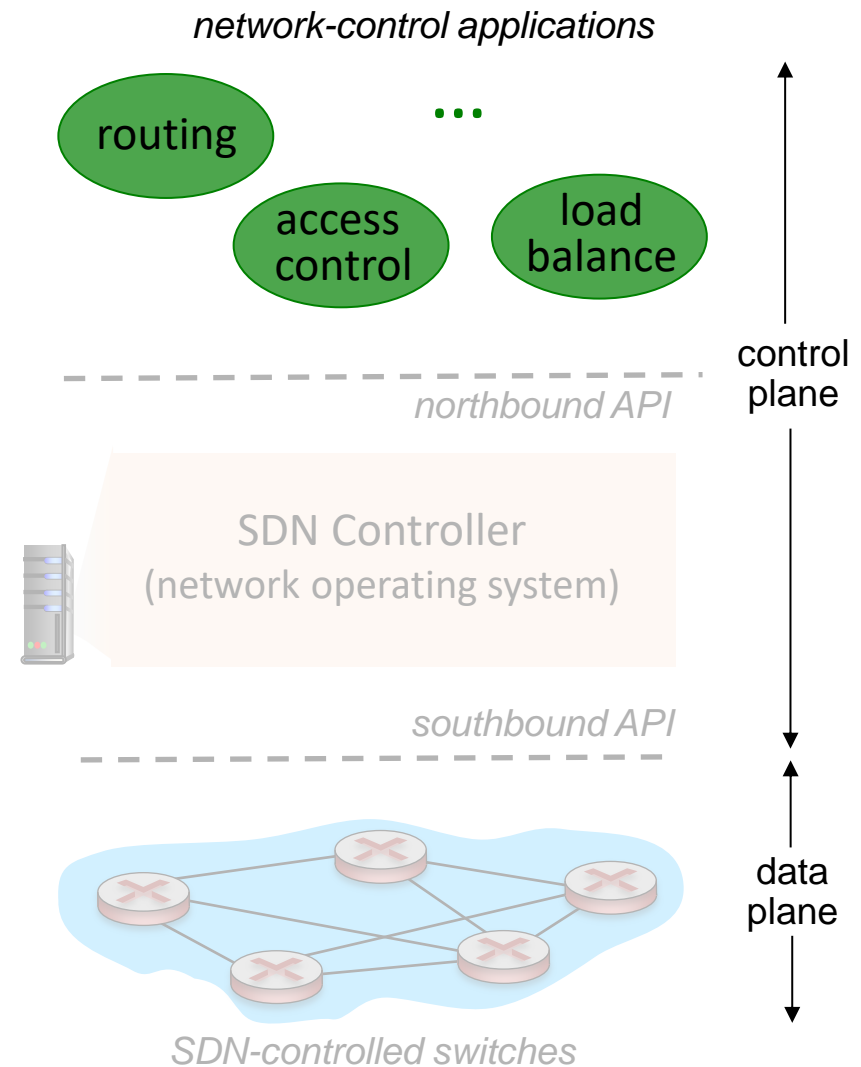 network-control applications
routing
…
access
control
load
balance
control
plane
northbound API
SDN Controller
(network operating system)
southbound API
data
plane
SDN-controlled switches